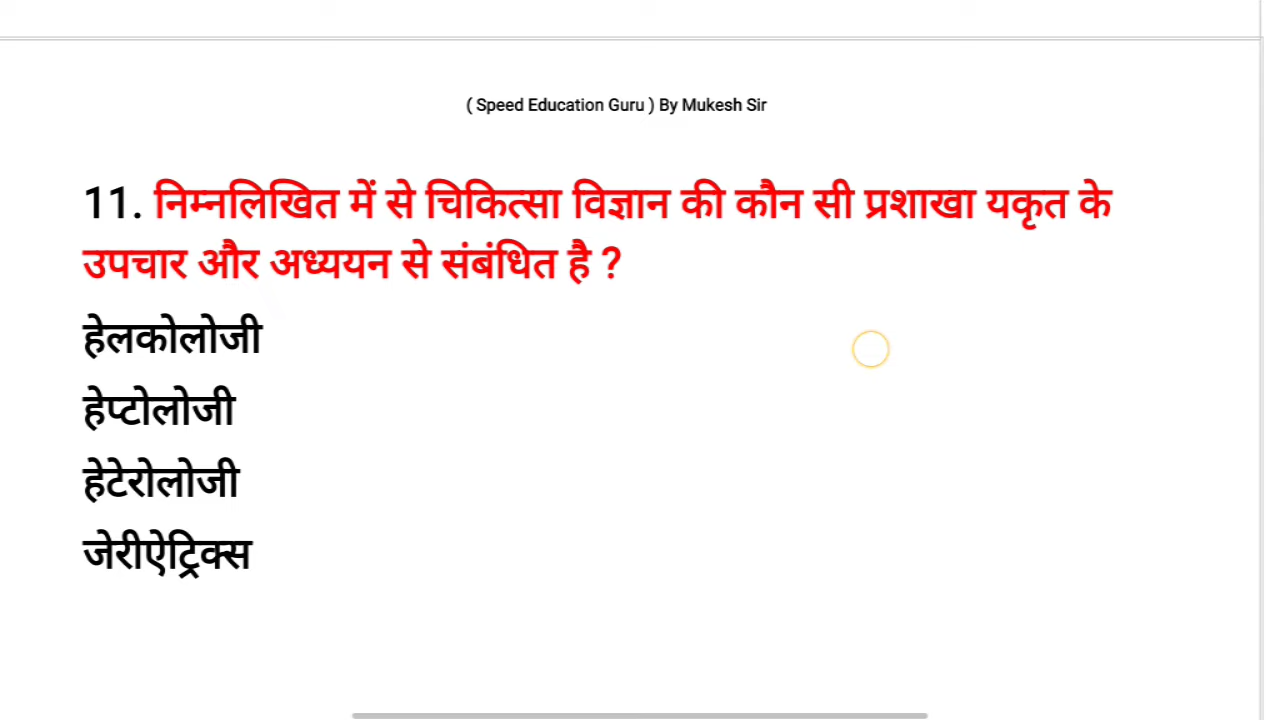 ( Speed Education Guru ) By Mukesh Sir
11. निम्नलिखित में से चिकित्सा विज्ञान की कौन सी प्रशाखा यकृत के
उपचार और अध्ययन से संबंधित है ?
हेलकोलोजी
हेप्टोलोजी
हेटेरोलोजी
जेरीऐट्रिक्स